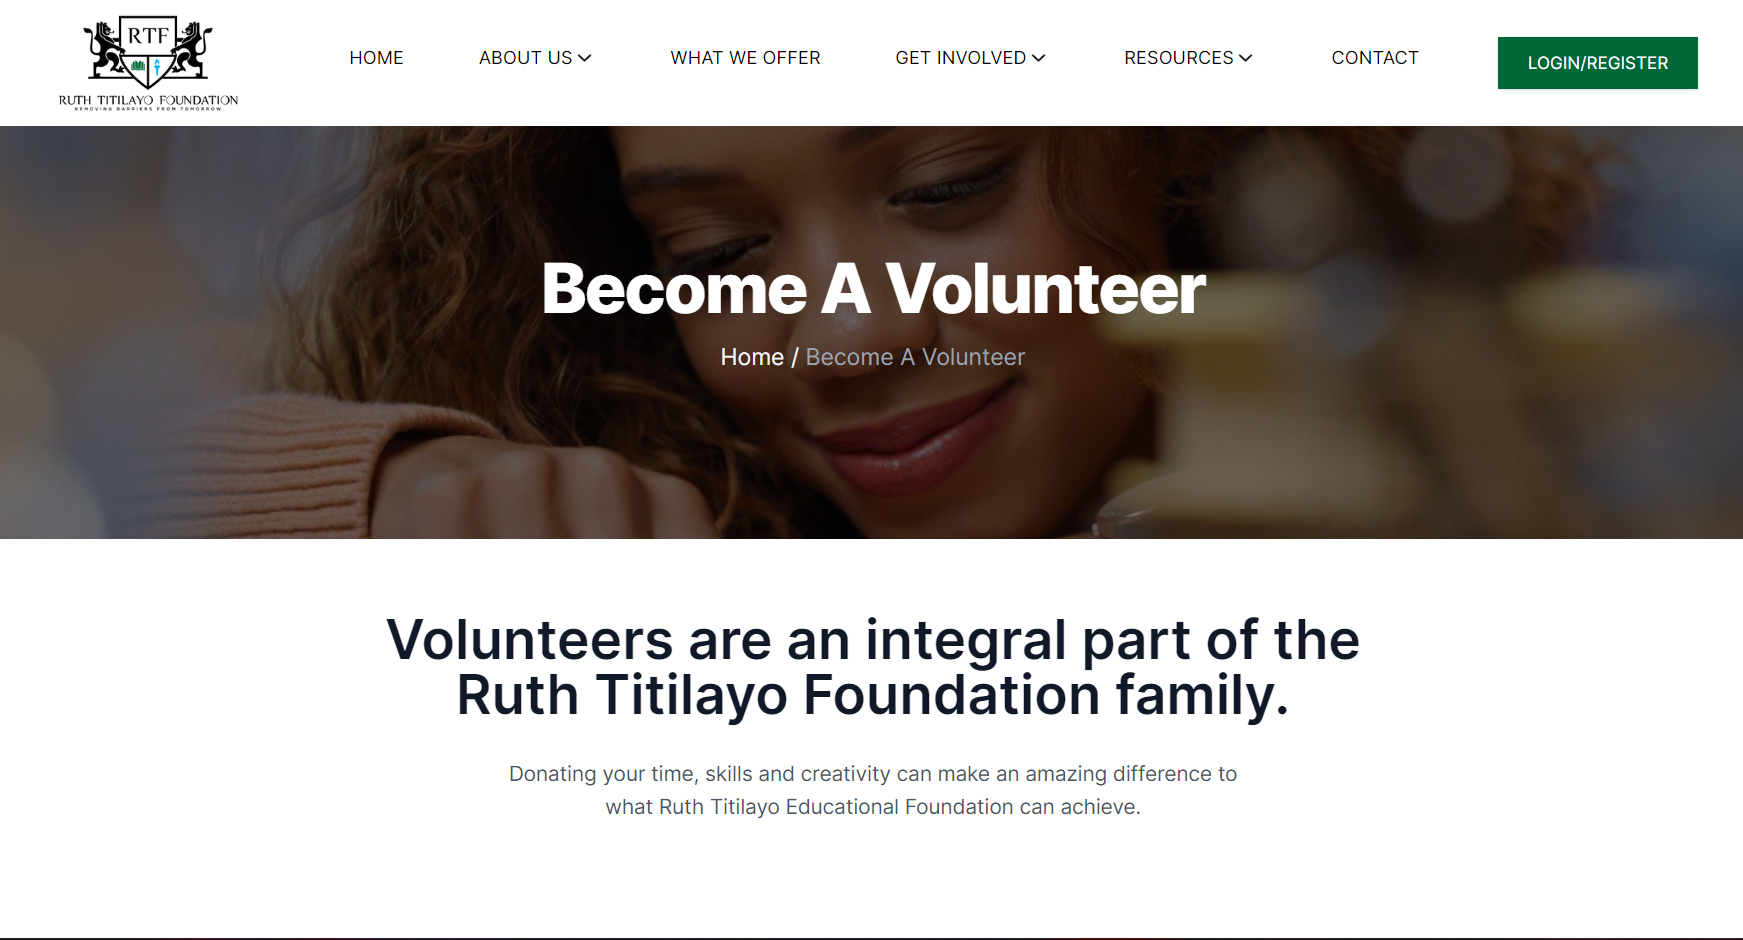 RTF
RUTH TITILAYO FOUNDATION
REMOVING BARRIERS FROM TOMORROW
HOME
ABOUT US
WHAT WE OFFER
GET INVOLVED
RESOURCES
CONTACT
LOGIN/REGISTER
Become A Volunteer
Home / Become A Volunteer
Volunteers are an integral part of the
Ruth Titilayo Foundation family.
Donating your time, skills and creativity can make an amazing difference to
what Ruth Titilayo Educational Foundation can achieve.